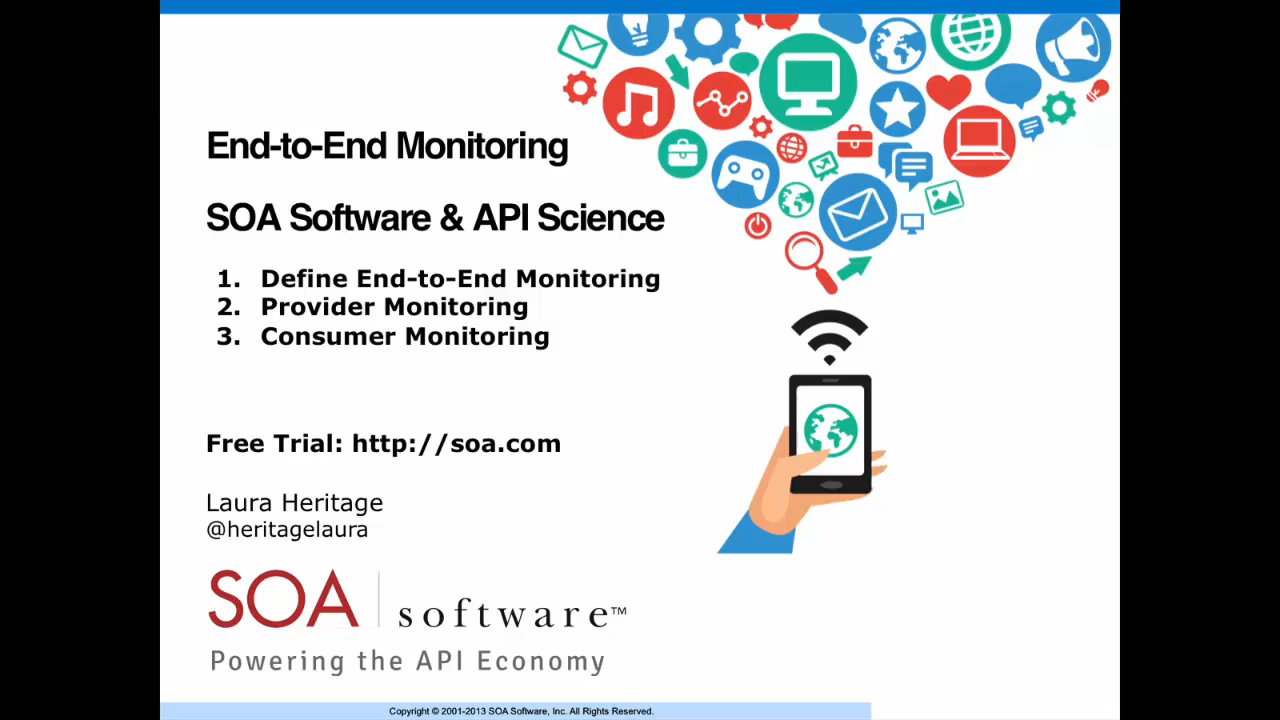 End-to-End Monitoring
SOA Software & API Science
1. Define End-to-End Monitoring
2. Provider Monitoring
3. Consumer Monitoring
Free Trial: http://soa.com
Laura Heritage
@heritagelaura
SOA software™
Powering the API Economy
Copyright © 2001-2013 SOA Software, Inc. All Rights Reserved.